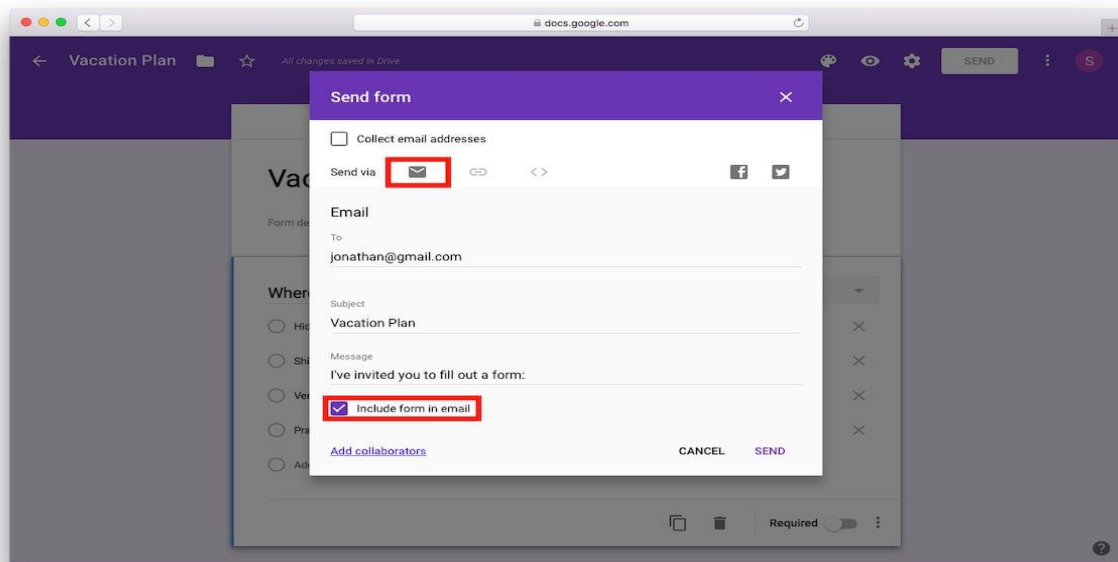 docs.google.com
Vacation Plan
All changes saved in Drive
SEND
S
Send form
Collect email addresses
Send via
Vac
Form de
Email
To
jonathan@gmail.com
Wher
Subject
Vacation Plan
Hid
Message
Shi
I've invited you to fill out a form:
Ver
Include form in email
Pra
Add collaborators
CANCEL
SEND
Add
Required